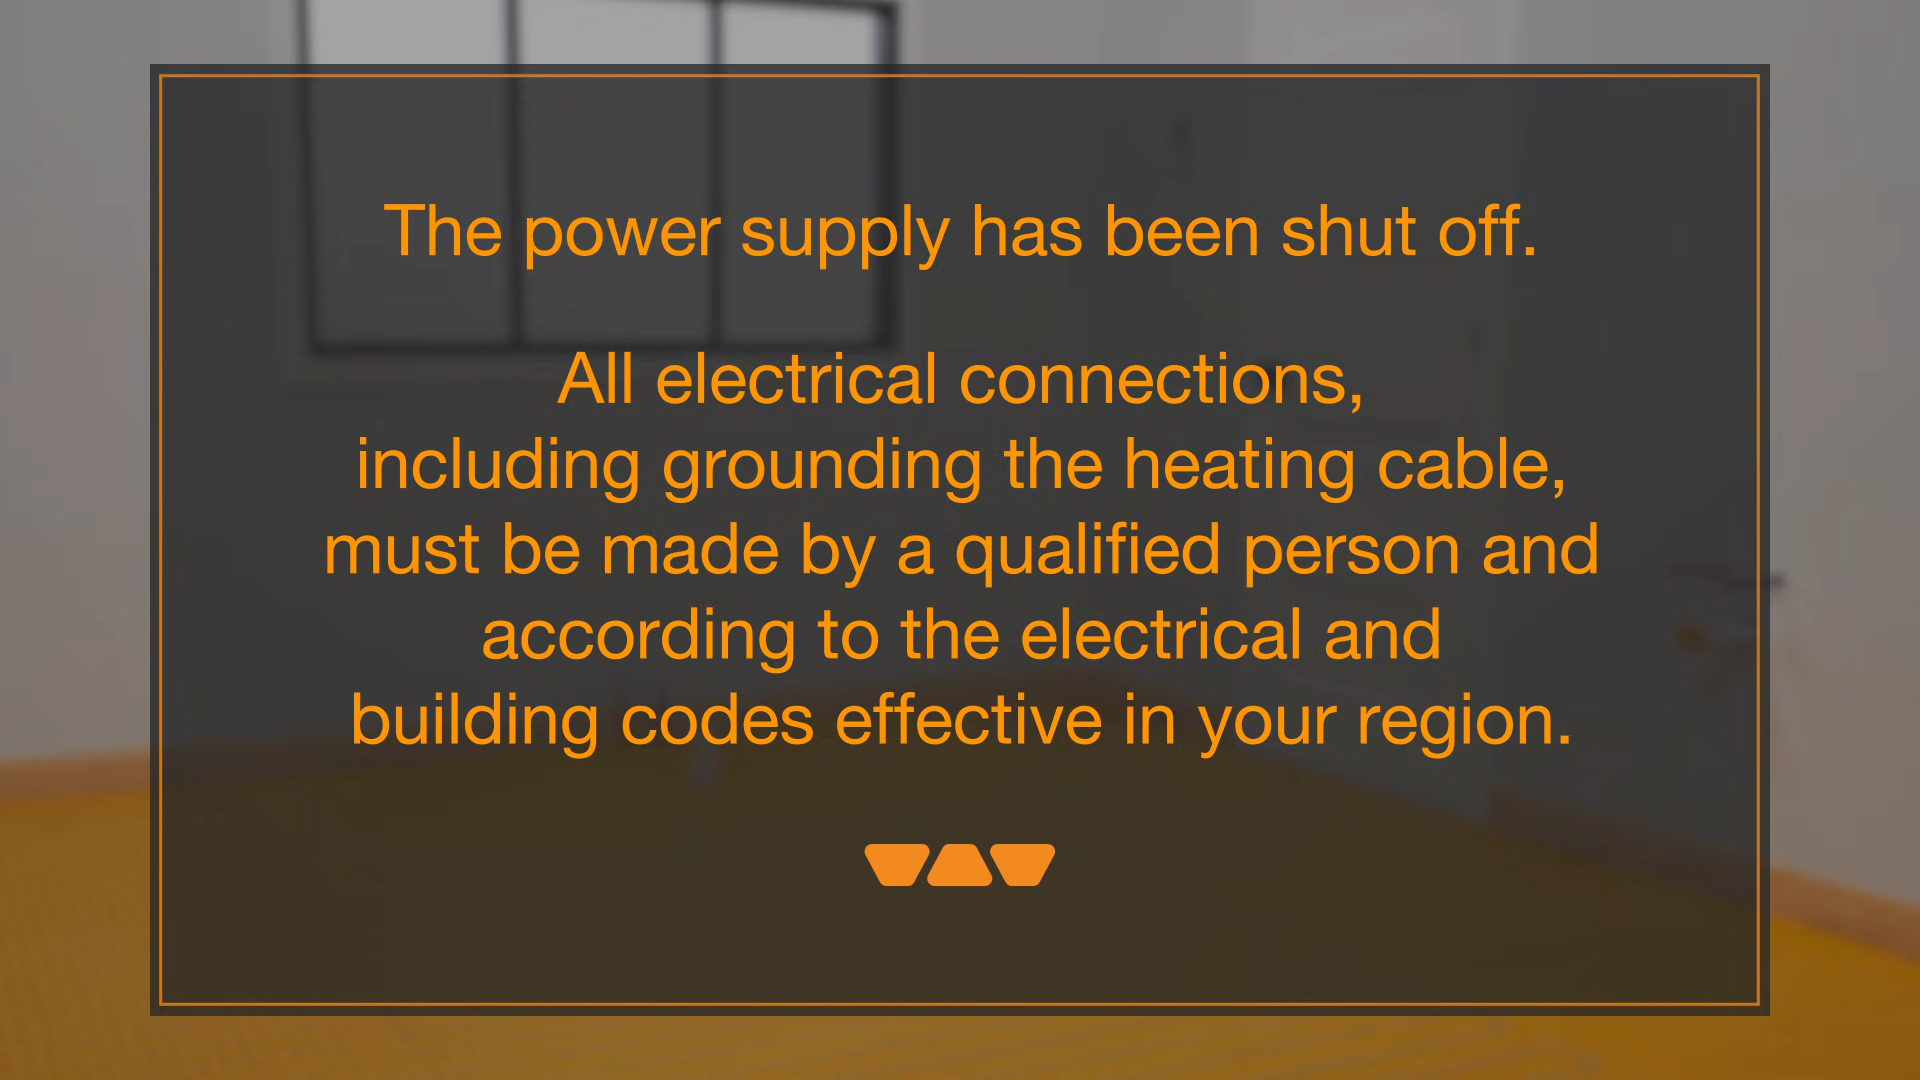 The power supply has been shut off.
All electrical connections,
including grounding the heating cable,
must be made by a qualified person and
according to the electrical and
building codes effective in your region.